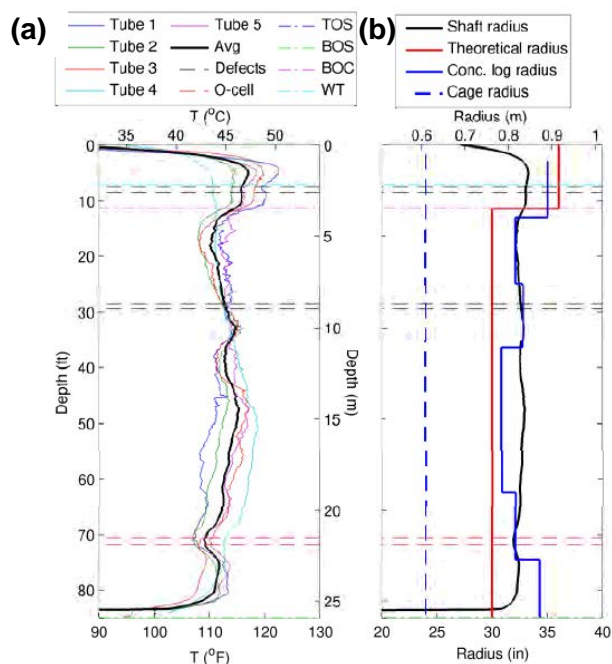 (a)
Tube 1 Tube 5 TOS
Tube 2 Avg BOS
Tube 3 Defects BOC
Tube 4 O-cell WT
T (°C)
35 40 45 50
0 0
10
20 5
30
10
40
Depth (ft)
Depth (m)
50 15
60
70 20
80
25
90 100 110 120 130
T (°F)
(b)
Shaft radius
Theoretical radius
Conc. log radius
Cage radius
Radius (m)
0.6 0.7 0.8 0.9 1
20 25 30 35 40
Radius (in)